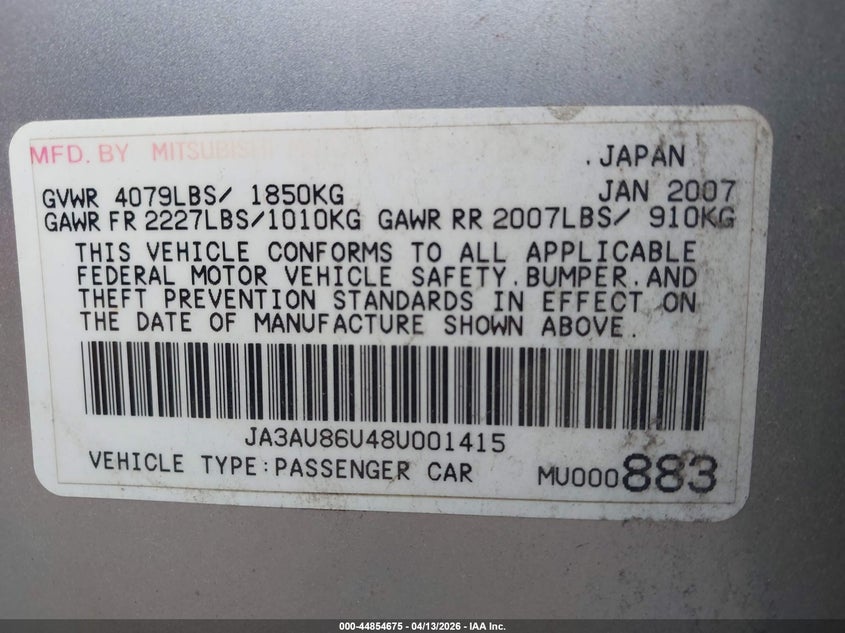 MFD. BY MITSUBISHI .JAPAN
GVWR 4079LBS/ 1850KG JAN 2007
GAWR FR 2227LBS/1010KG GAWR RR 2007LBS/ 910KG
THIS VEHICLE CONFORMS TO ALL APPLICABLE
FEDERAL MOTOR VEHICLE SAFETY.BUMPER.AND
THEFT PREVENTION STANDARDS IN EFFECT ON
THE DATE OF MANUFACTURE SHOWN ABOVE.
JA3AU86U48U001415
VEHICLE TYPE:PASSENGER CAR MU000883
000-44854675 - 04/13/2026 - IAA Inc.